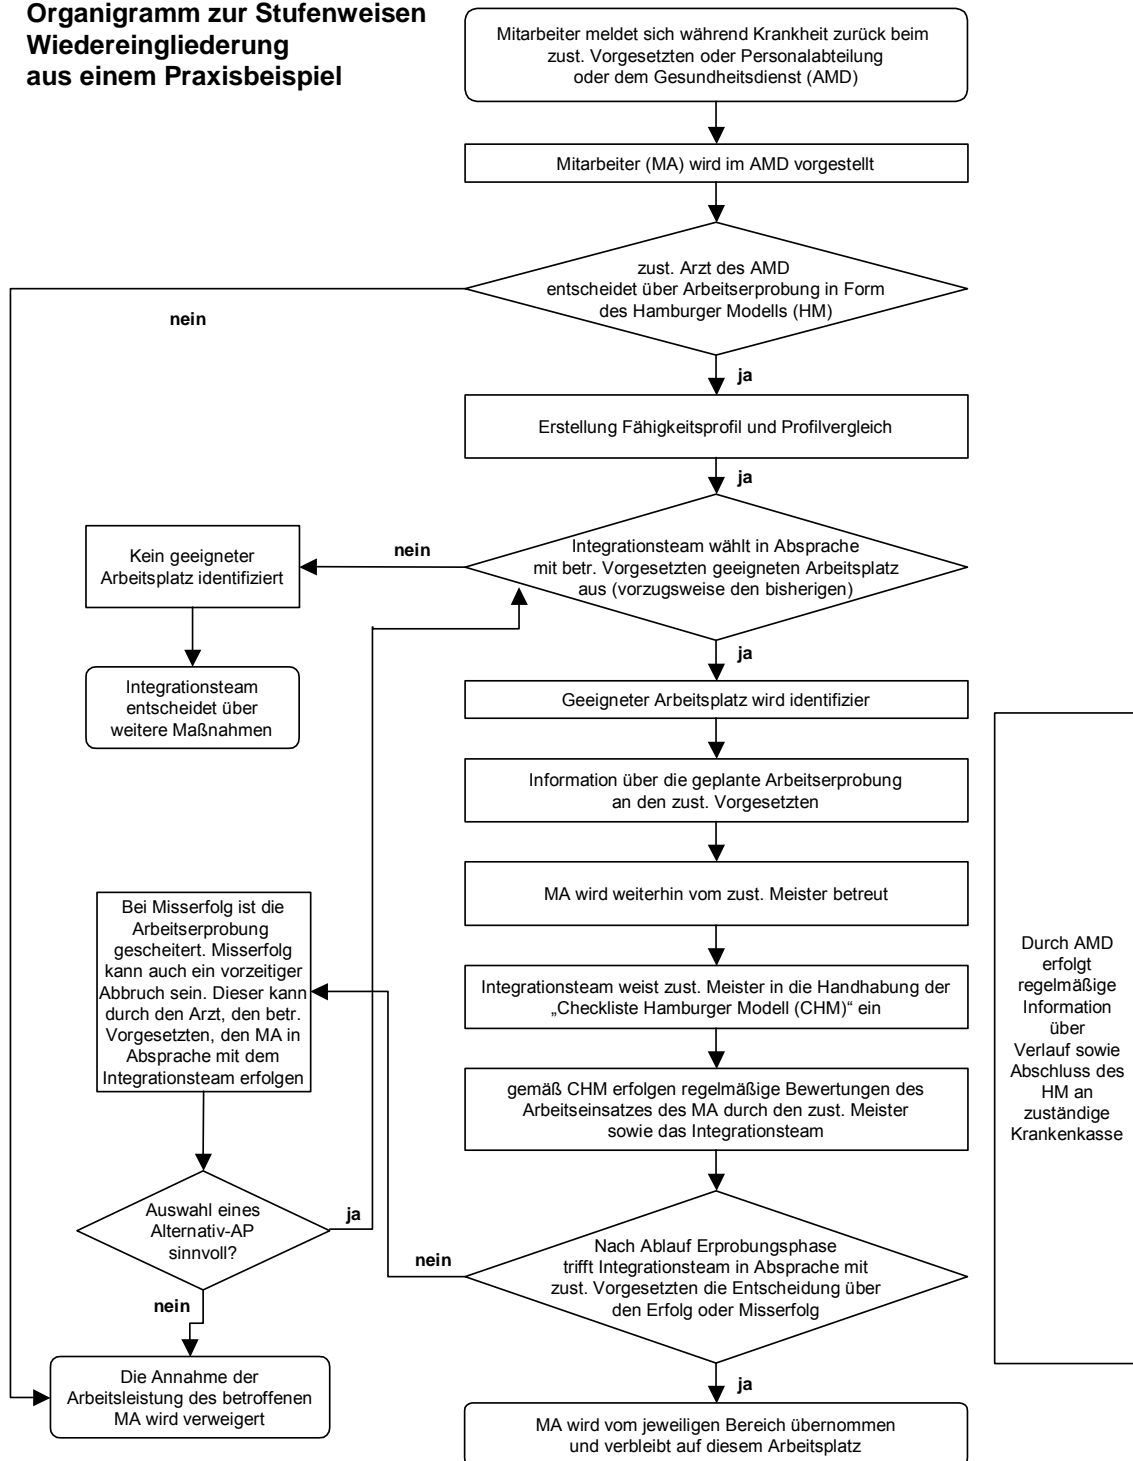 Organigramm zur Stufenweisen
Wiedereingliederung
aus einem Praxisbeispiel
Mitarbeiter meldet sich während Krankheit zurück beim
zust. Vorgesetzten oder Personalabteilung
oder dem Gesundheitsdienst (AMD)
Mitarbeiter (MA) wird im AMD vorgestellt
zust. Arzt des AMD
entscheidet über Arbeitserprobung in Form
des Hamburger Modells (HM)
nein
ja
Erstellung Fähigkeitsprofil und Profilvergleich
ja
Integrationsteam wählt in Absprache
mit betr. Vorgesetzten geeigneten Arbeitsplatz
aus (vorzugsweise den bisherigen)
nein
Kein geeigneter
Arbeitsplatz identifiziert
Integrationsteam
entscheidet über
weitere Maßnahmen
ja
Geeigneter Arbeitsplatz wird identifizier
Information über die geplante Arbeitserprobung
an den zust. Vorgesetzten
MA wird weiterhin vom zust. Meister betreut
Integrationsteam weist zust. Meister in die Handhabung der
„Checkliste Hamburger Modell (CHM)“ ein
gemäß CHM erfolgen regelmäßige Bewertungen des
Arbeitseinsatzes des MA durch den zust. Meister
sowie das Integrationsteam
Nach Ablauf Erprobungsphase
trifft Integrationsteam in Absprache mit
zust. Vorgesetzten die Entscheidung über
den Erfolg oder Misserfolg
nein
Bei Misserfolg ist die
Arbeitserprobung
gescheitert. Misserfolg
kann auch ein vorzeitiger
Abbruch sein. Dieser kann
durch den Arzt, den betr.
Vorgesetzten, den MA in
Absprache mit dem
Integrationsteam erfolgen
Auswahl eines
Alternativ-AP
sinnvoll?
ja
nein
Die Annahme der
Arbeitsleistung des betroffenen
MA wird verweigert
ja
MA wird vom jeweiligen Bereich übernommen
und verbleibt auf diesem Arbeitsplatz
Durch AMD
erfolgt
regelmäßige
Information
über
Verlauf sowie
Abschluss des
HM an
zuständige
Krankenkasse